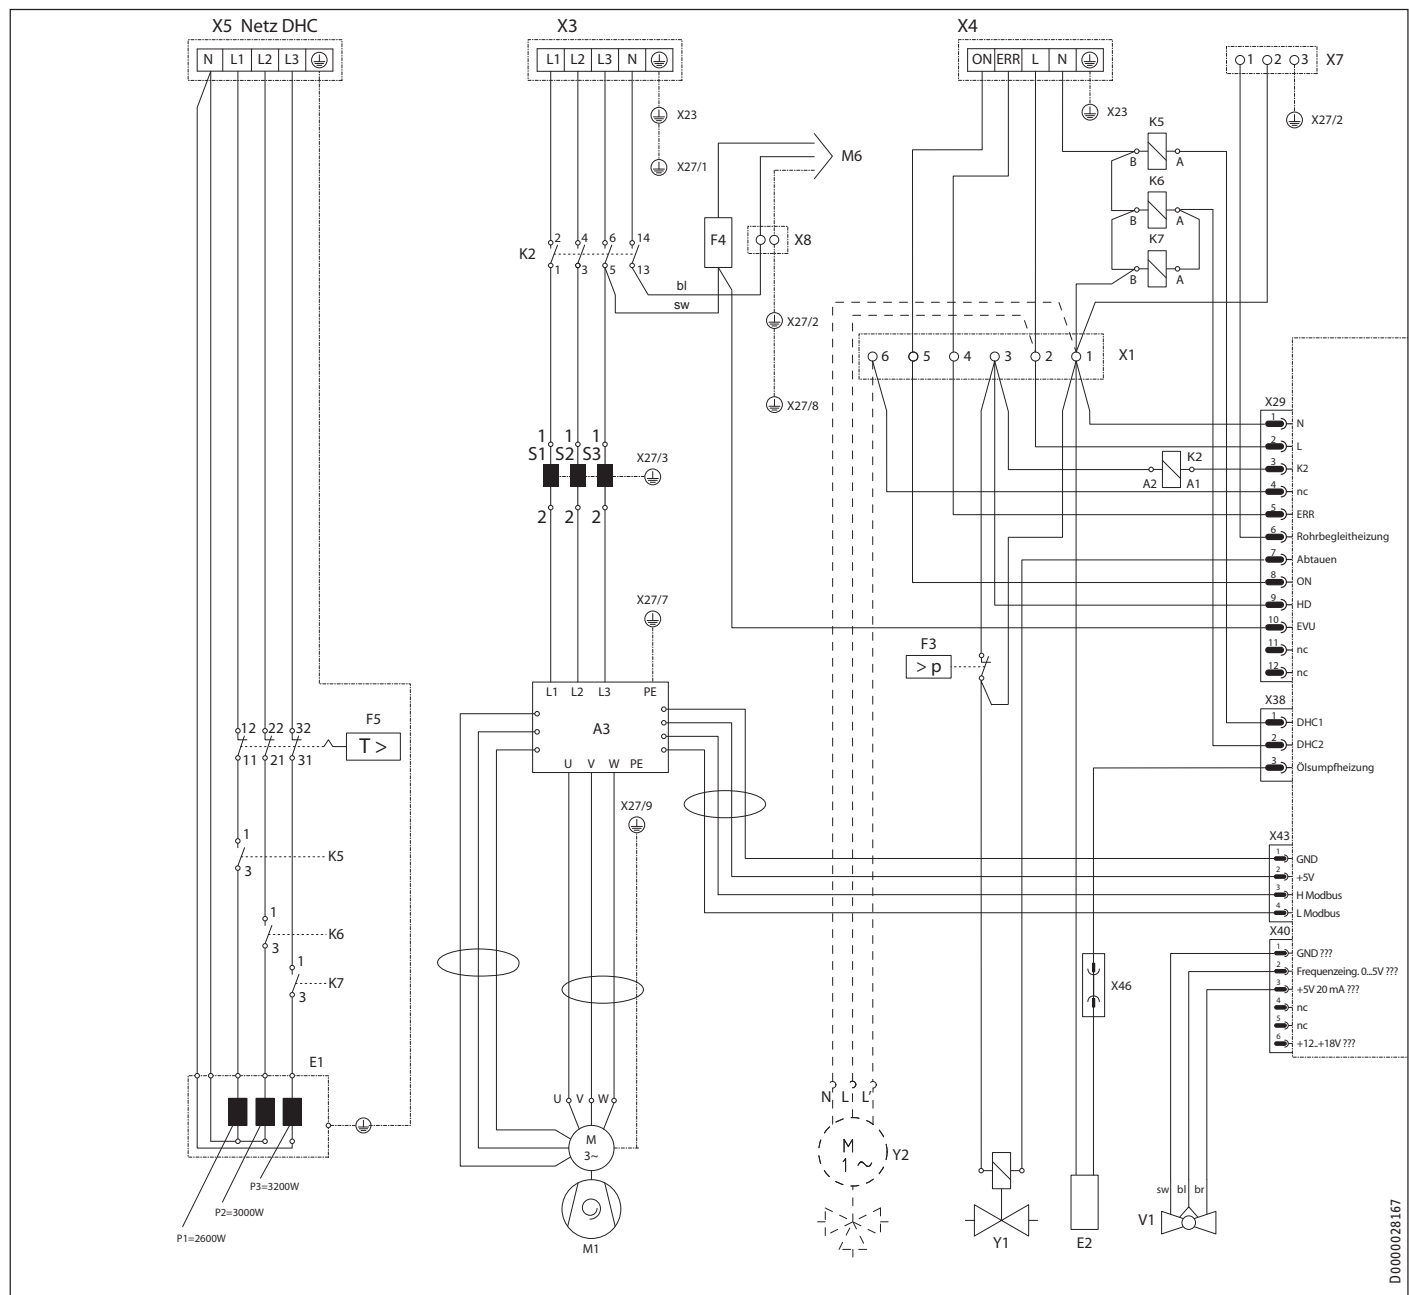 X5 Netz DHC
X3
X4
X7
N L1 L2 L3
L1 L2 L3 N
ON ERR L N
1 2 3
X23
X27/1
X23
X27/2
K5
B A
K6
B A
K7
B A
M6
F4
X8
K2
2 4 6 14
1 3 5 13
bl
sw
X27/2
X27/8
6 5 4 3 2 1
X1
1 1 1
S1 S2 S3
2 2 2
X27/3
K2
A2 A1
X29
1 N
2 L
3 K2
4 nc
5 ERR
6 Rohrbegleitheizung
7 Abtauen
8 ON
9 HD
10 EVU
11 nc
12 nc
X27/7
F3
> p
L1 L2 L3 PE
A3
U V W PE
X27/9
X38
1 DHC1
2 DHC2
3 Ölsumpfheizung
12 22 32
11 21 31
F5
T >
1
3
K5
1
3
K6
1
3
K7
X43
1 GND
2 +5V
3 H Modbus
4 L Modbus
X40
1 GND ???
2 Frequenzeing. 0...5V ???
3 +5V 20 mA ???
4 nc
5 nc
6 +12..+18V ???
X46
E1
P3=3200W
P2=3000W
P1=2600W
U V W
M
3~
M1
N L L'
M
1 ~
Y2
Y1
E2
sw bl br
V1
D0000028167